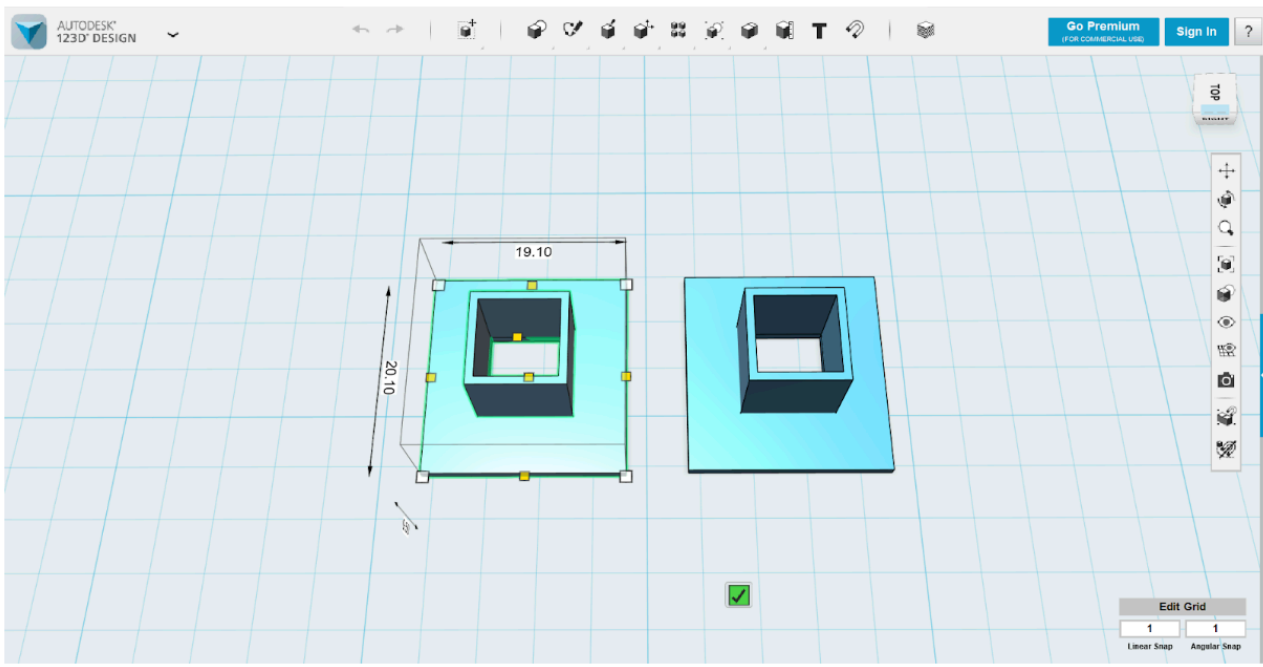 AUTODESK®
123D® DESIGN
Go Premium
(FOR COMMERCIAL USE)
Sign In
?
TOP
19.10
20.10
Edit Grid
1
1
Linear Snap
Angular Snap